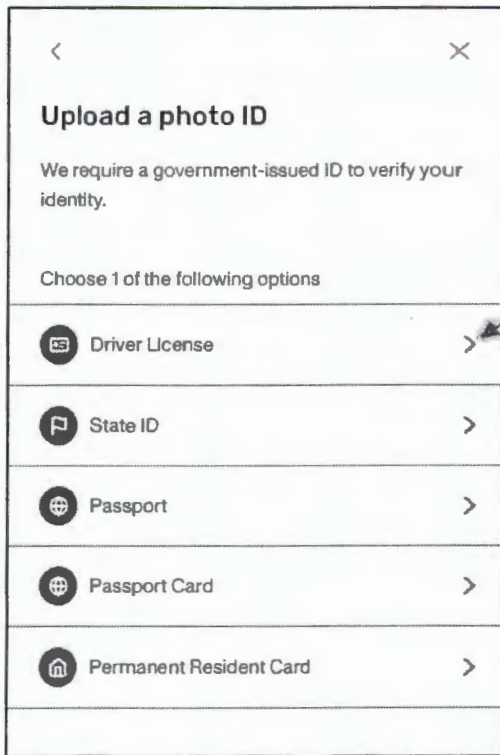 Upload a photo ID
We require a government-issued ID to verify your
identity.
Choose 1 of the following options
Driver License
State ID
Passport
Passport Card
Permanent Resident Card